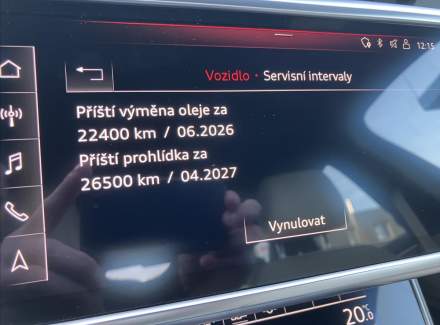 12:15
Vozidlo · Servisní intervaly
Příští výměna oleje za
22400 km / 06.2026
Příští prohlídka za
26500 km / 04.2027
Vynulovat
20.0 °C